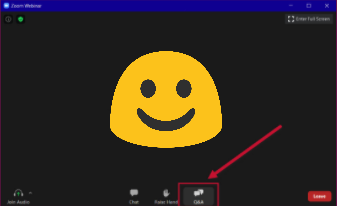 Zoom Webinar
Enter Full Screen
Join Audio
Chat
Raise Hand
Q&A
Leave